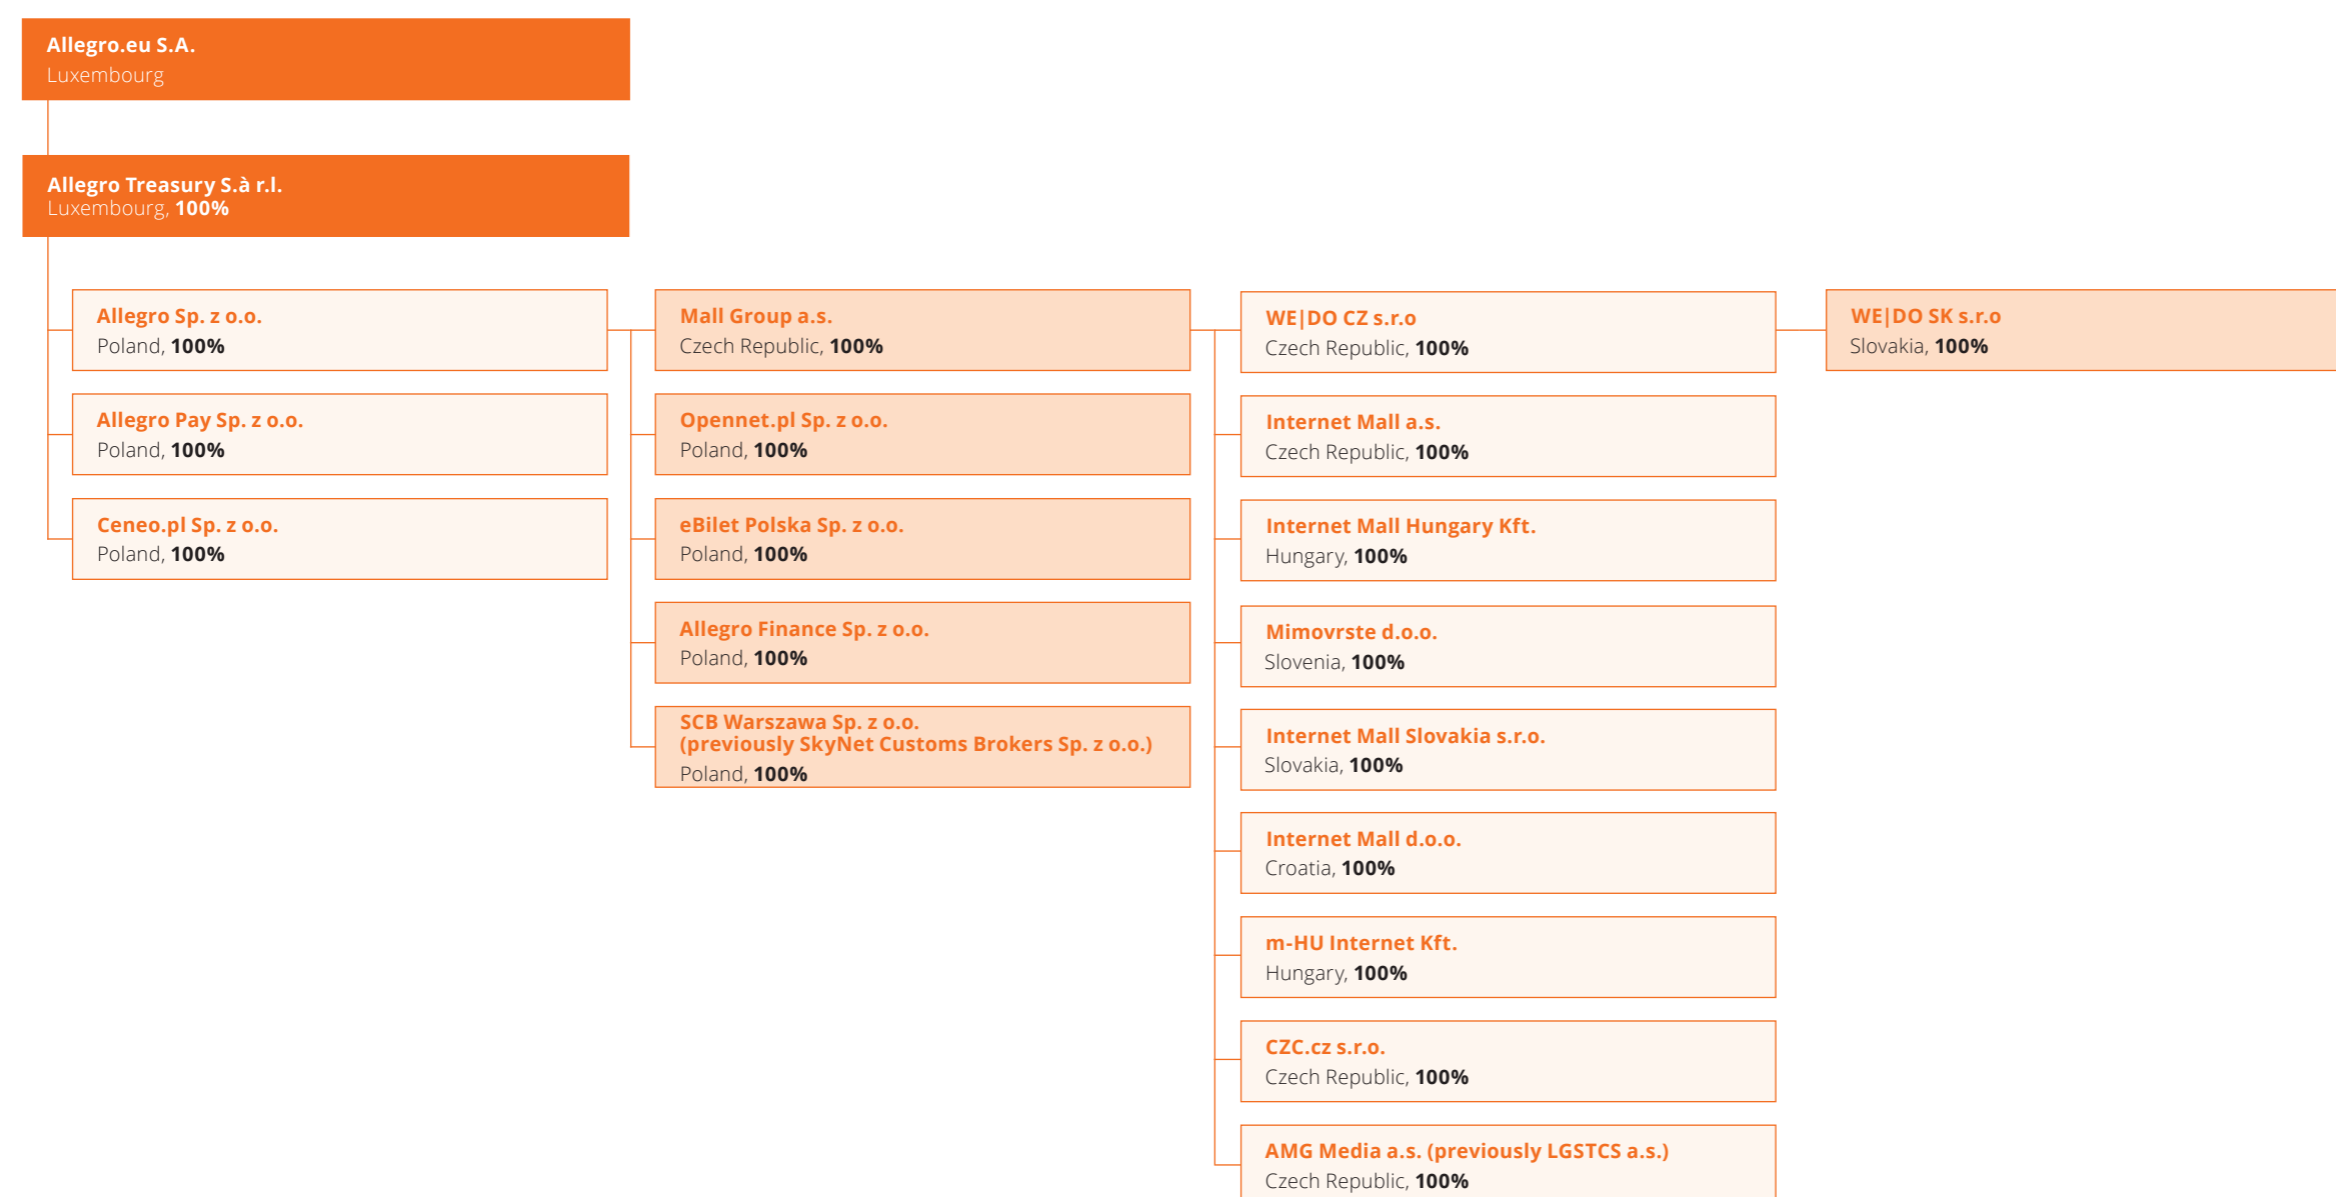 Allegro.eu S.A.
Luxembourg
Allegro Treasury S.à r.l.
Luxembourg, 100%
Allegro Sp. z o.o.
Poland, 100%
Allegro Pay Sp. z o.o.
Poland, 100%
Ceneo.pl Sp. z o.o.
Poland, 100%
Mall Group a.s.
Czech Republic, 100%
Opennet.pl Sp. z o.o.
Poland, 100%
eBilet Polska Sp. z o.o.
Poland, 100%
Allegro Finance Sp. z o.o.
Poland, 100%
SCB Warszawa Sp. z o.o.
(previously SkyNet Customs Brokers Sp. z o.o.)
Poland, 100%
WE|DO CZ s.r.o
Czech Republic, 100%
Internet Mall a.s.
Czech Republic, 100%
Internet Mall Hungary Kft.
Hungary, 100%
Mimovrste d.o.o.
Slovenia, 100%
Internet Mall Slovakia s.r.o.
Slovakia, 100%
Internet Mall d.o.o.
Croatia, 100%
m-HU Internet Kft.
Hungary, 100%
CZC.cz s.r.o.
Czech Republic, 100%
AMG Media a.s. (previously LGSTCS a.s.)
Czech Republic, 100%
WE|DO SK s.r.o
Slovakia, 100%